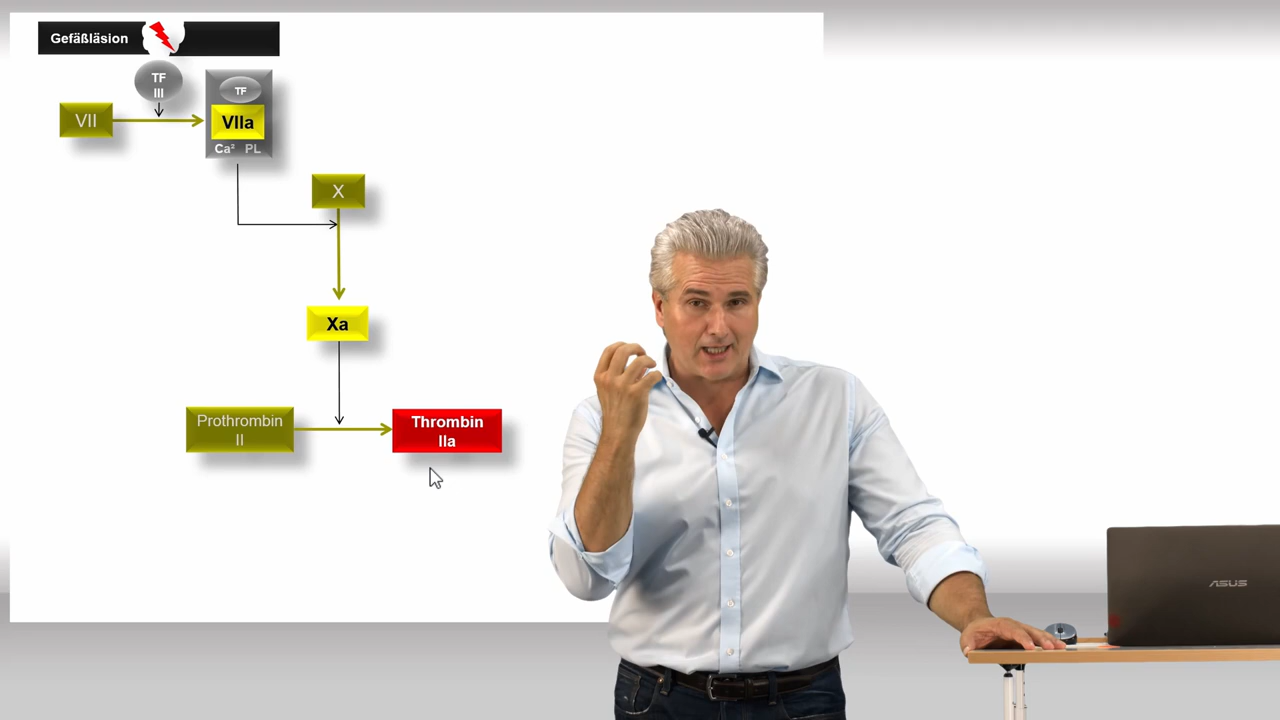 Gefäßläsion
TF
III
TF
VII
VIIa
Ca² PL
X
Xa
Prothrombin
II
Thrombin
IIa
ASUS